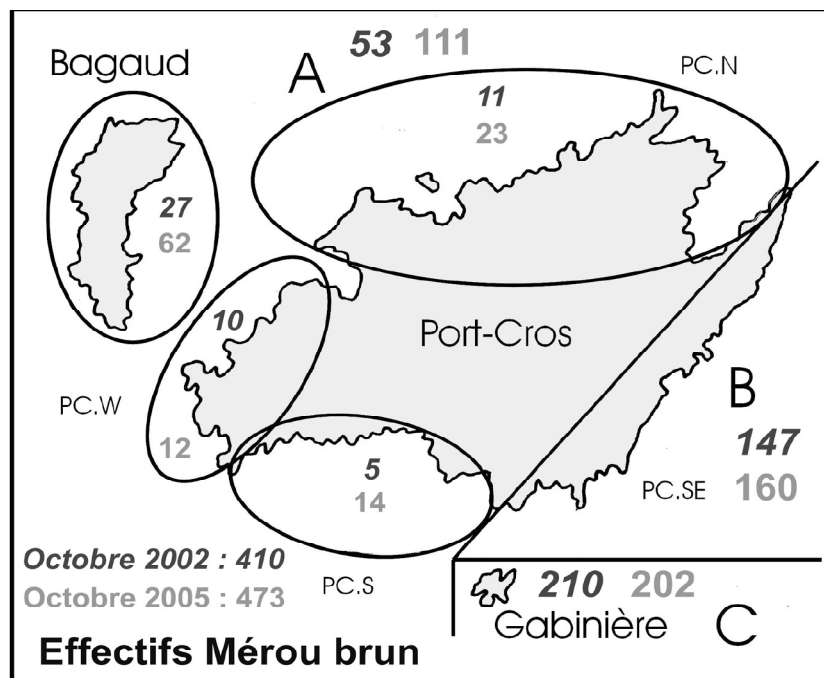 53 111
Bagaud
A
PC.N
11
23
27
62
10
Port-Cros
PC.W
B
12
147
5
14
PC.SE
160
Octobre 2002 : 410
PC.S
Octobre 2005 : 473
210 202
Gabinière C
Effectifs Mérou brun